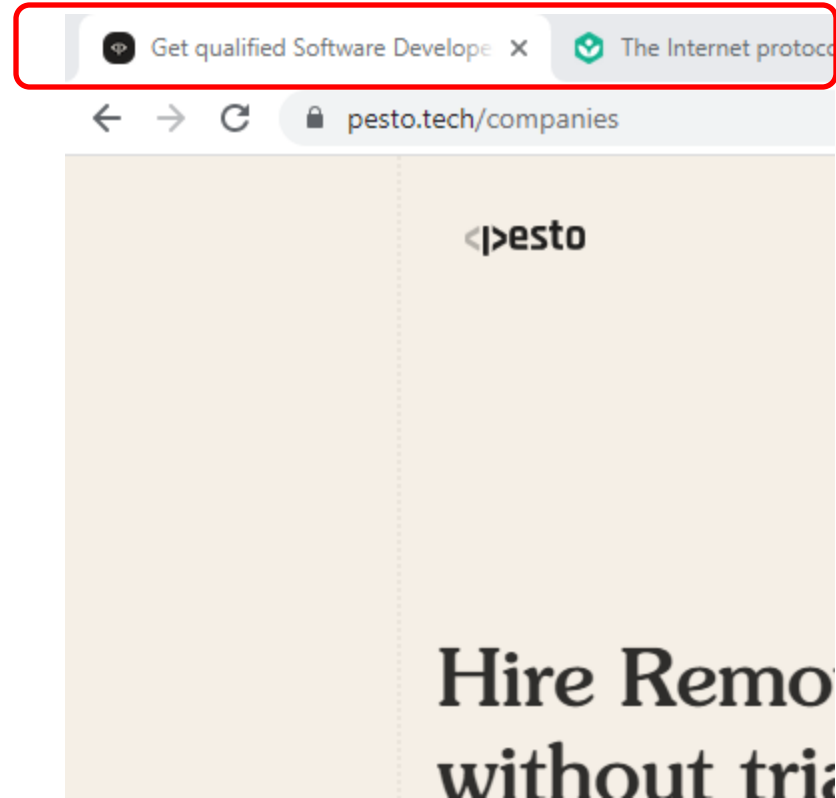 Get qualified Software Develope
The Internet protoco
pesto.tech/companies
<|>esto
Hire Remo
without tria